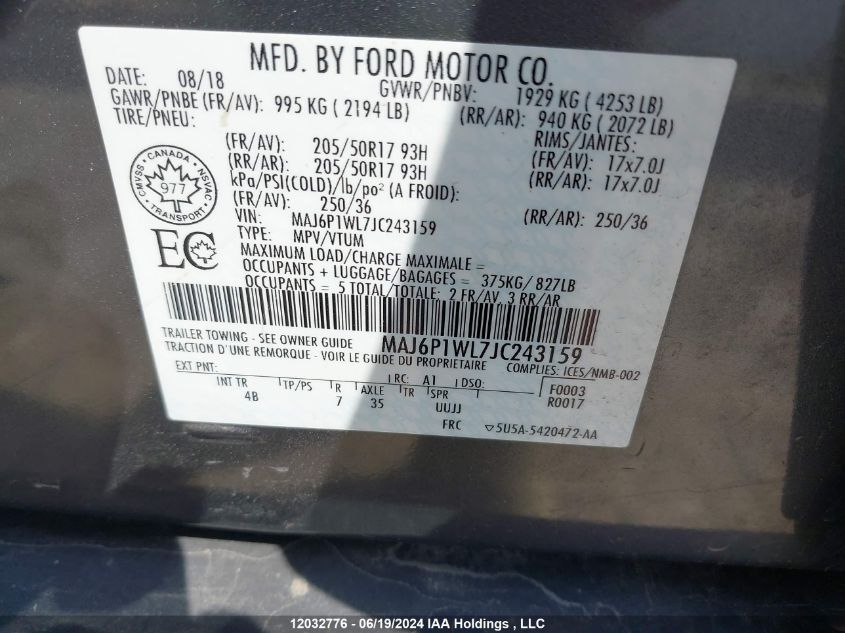 MFD. BY FORD MOTOR CO.
DATE: 08/18 GVWR/PNBV: 1929 KG ( 4253 LB)
GAWR/PNBE (FR/AV): 995 KG ( 2194 LB) (RR/AR): 940 KG ( 2072 LB)
TIRE/PNEU: RIMS/JANTES:
(FR/AV): 205/50R17 93H (FR/AV): 17x7.0J
(RR/AR): 205/50R17 93H (RR/AR): 17x7.0J
kPa/PSI(COLD)/lb/po² (A FROID):
(FR/AV): 250/36 (RR/AR): 250/36
VIN: MAJ6P1WL7JC243159
TYPE: MPV/VTUM
CANADA
CMVSS NSVAC
977
TRANSPORT
EC
MAXIMUM LOAD/CHARGE MAXIMALE =
OCCUPANTS + LUGGAGE/BAGAGES = 375KG/ 827LB
OCCUPANTS = 5 TOTAL/TOTALE: 2 FR/AV, 3 RR/AR
TRAILER TOWING - SEE OWNER GUIDE MAJ6P1WL7JC243159
TRACTION D'UNE REMORQUE - VOIR LE GUIDE DU PROPRIETAIRE COMPLIES: ICES/NMB-002
EXT PNT: RC: A1 DSO: F0003
INT TR TP/PS R AXLE TR SPR R0017
4B 7 35 UUJJ
FRC 5U5A-5420472-AA
12032776 - 06/19/2024 IAA Holdings , LLC